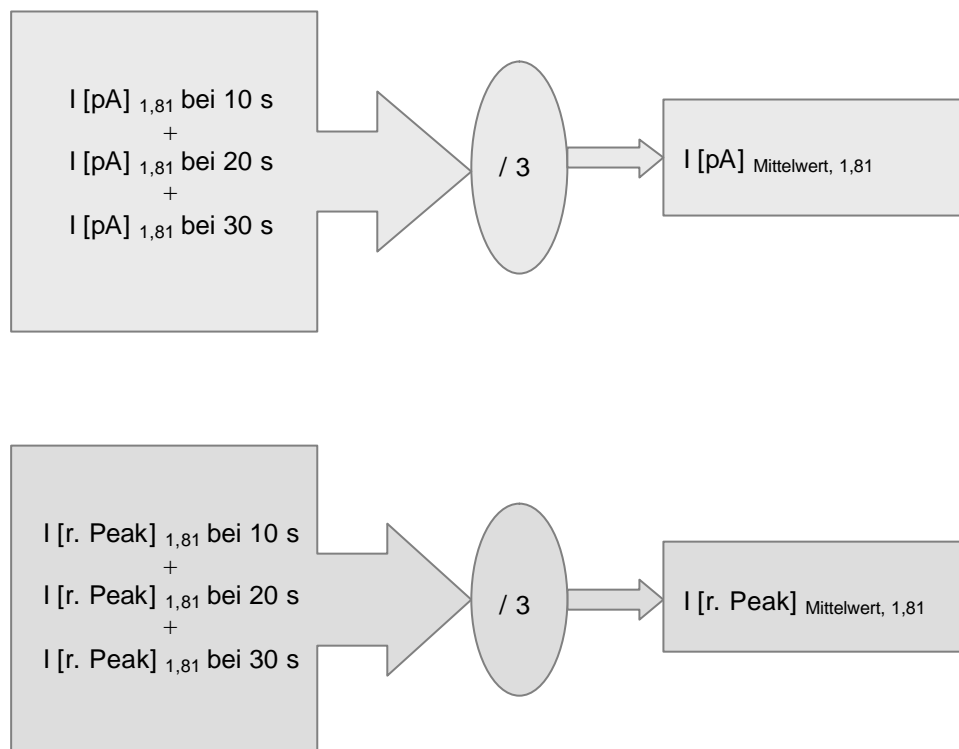 I [pA] 1,81 bei 10 s
+
I [pA] 1,81 bei 20 s
+
I [pA] 1,81 bei 30 s
/ 3
I [pA] Mittelwert, 1,81
I [r. Peak] 1,81 bei 10 s
+
I [r. Peak] 1,81 bei 20 s
+
I [r. Peak] 1,81 bei 30 s
/ 3
I [r. Peak] Mittelwert, 1,81